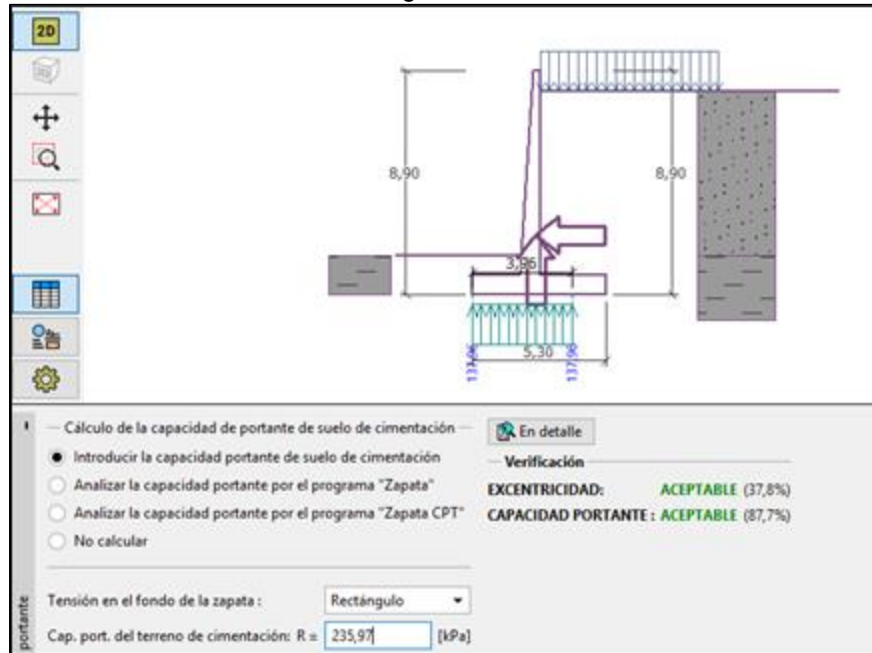 2D
8,90
8,90
3,96
5,30
137,96
137,96
Cálculo de la capacidad de portante de suelo de cimentación
En detalle
Introducir la capacidad portante de suelo de cimentación
Verificación
Analizar la capacidad portante por el programa "Zapata"
EXCENTRICIDAD: ACEPTABLE (37,8%)
Analizar la capacidad portante por el programa "Zapata CPT"
CAPACIDAD PORTANTE : ACEPTABLE (87,7%)
No calcular
Tensión en el fondo de la zapata : Rectángulo
Cap. port. del terreno de cimentación: R = 235,97 [kPa]
portante